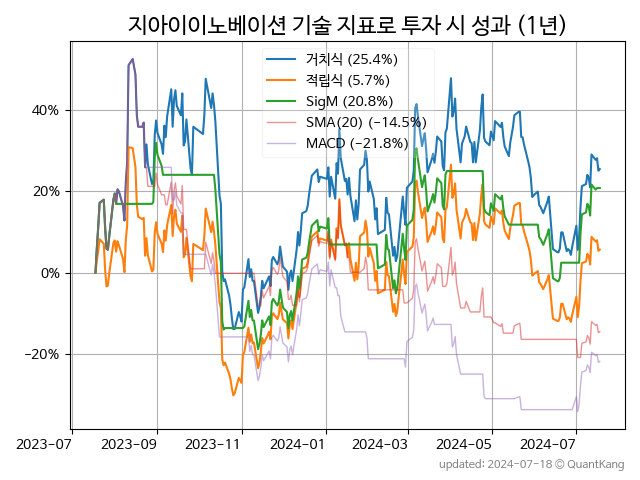 지아이이노베이션 기술 지표로 투자 시 성과 (1년)
거치식 (25.4%)
적립식 (5.7%)
SigM (20.8%)
SMA(20) (−14.5%)
MACD (−21.8%)
40%
20%
0%
−20%
2023-07 2023-09 2023-11 2024-01 2024-03 2024-05 2024-07
updated: 2024-07-18 © QuantKang